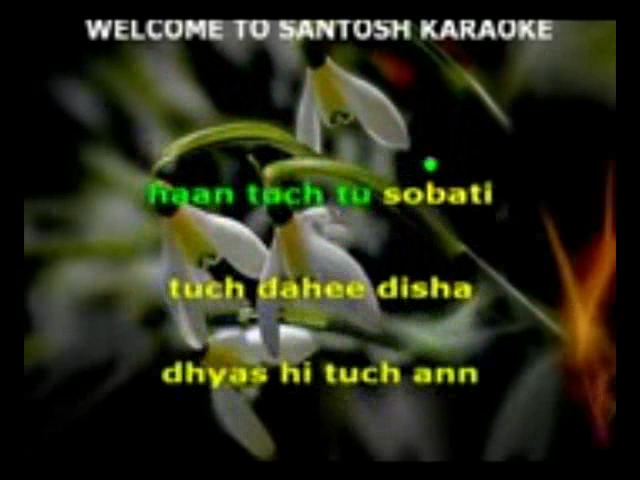 WELCOME TO SANTOSH KARAOKE
haan tuch tu sobati
tuch dahee disha
dhyas hi tuch ann